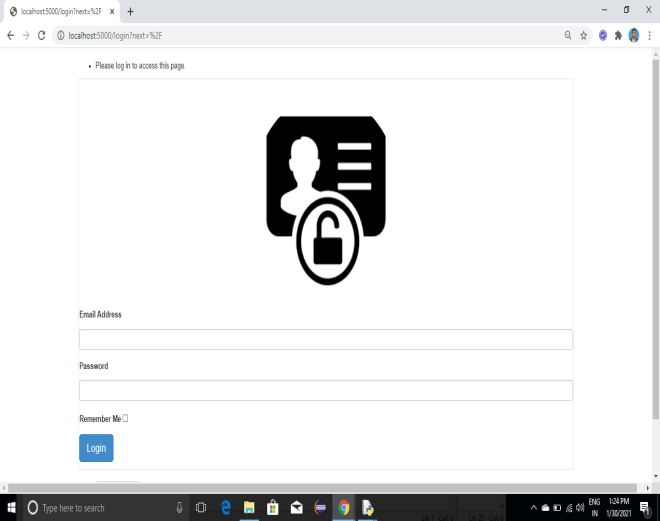 localhost:5000/login?next=%2F
localhost:5000/login?next=%2F
Please log in to access this page.
Email Address
Password
Remember Me
Login
Type here to search
ENG
1:24 PM
IN
1/30/2021